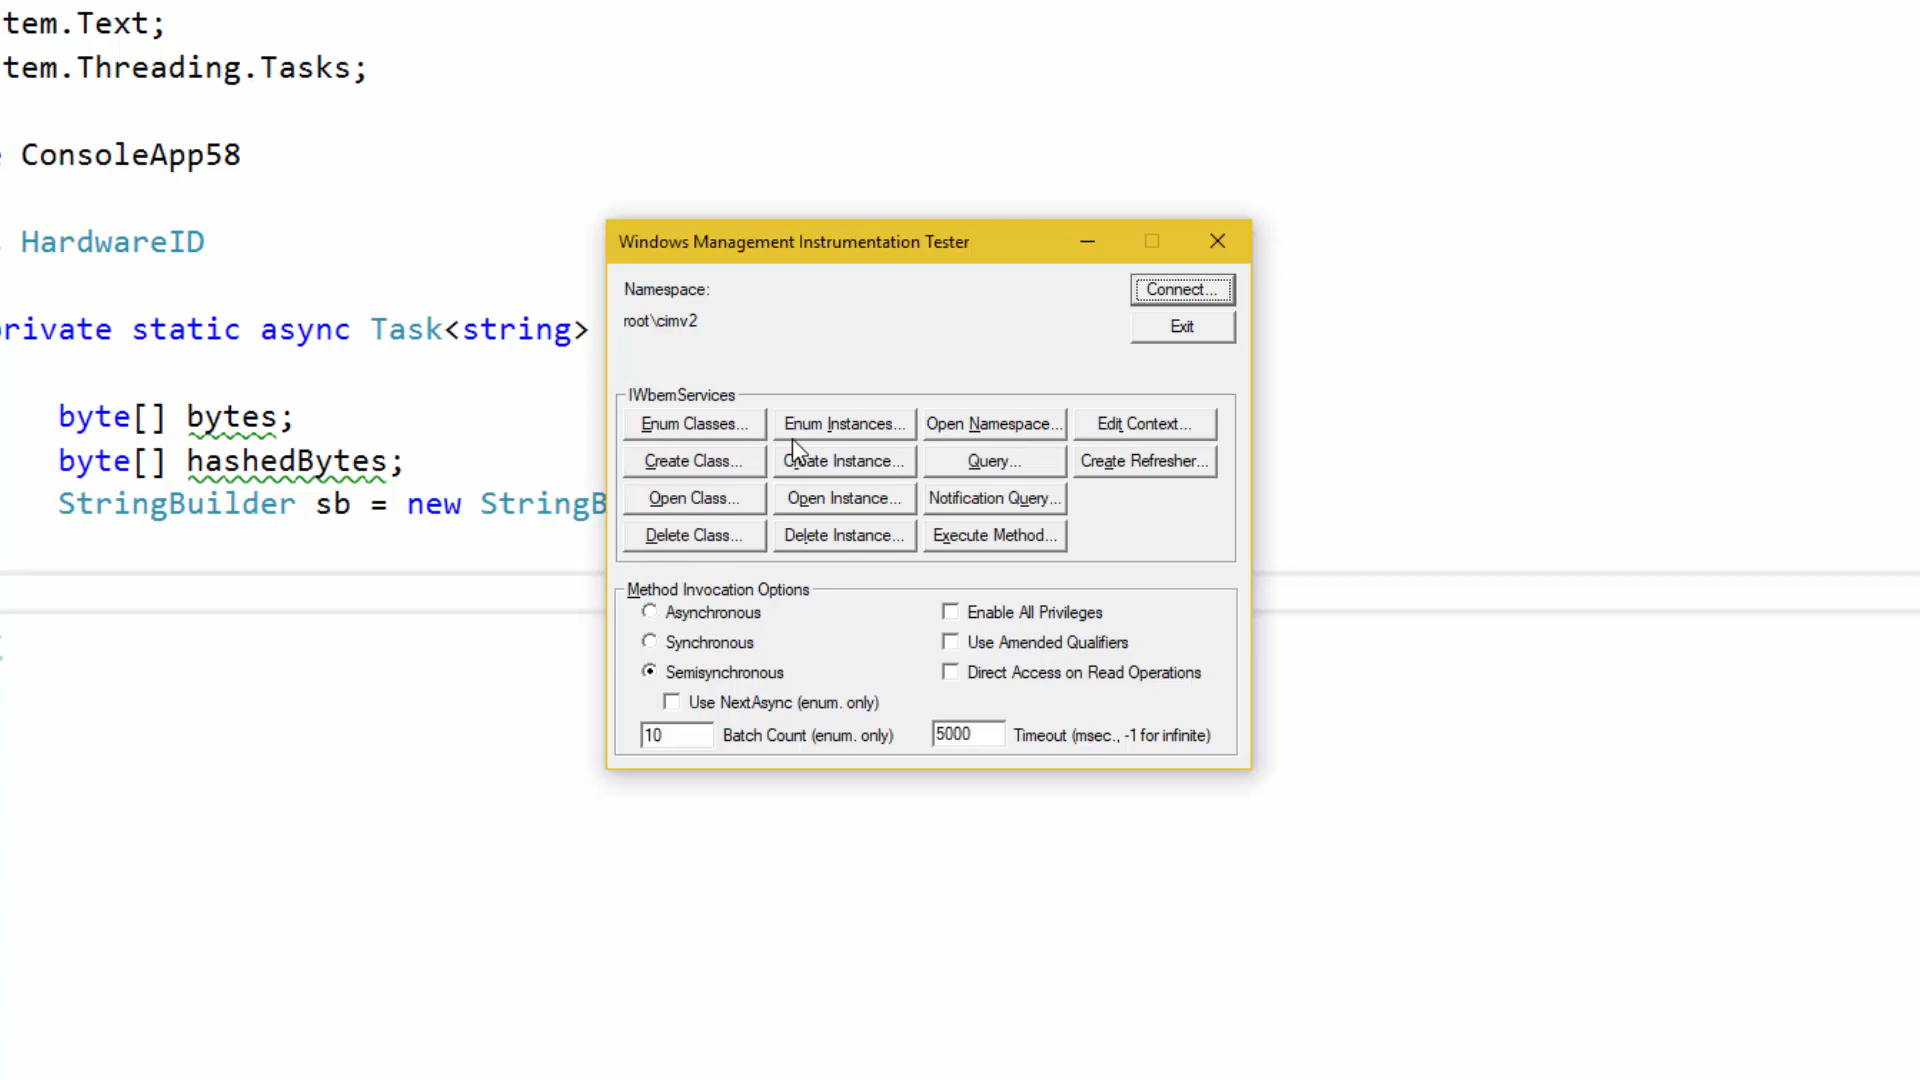 tem.Text;
tem.Threading.Tasks;
ConsoleApp58
HardwareID
private static async Task<string>
byte[] bytes;
byte[] hashedBytes;
StringBuilder sb = new StringB
Windows Management Instrumentation Tester
Namespace:
Connect...
root\cimv2
Exit
IWbemServices
Enum Classes... Enum Instances... Open Namespace... Edit Context...
Create Class... Create Instance... Query... Create Refresher...
Open Class... Open Instance... Notification Query...
Delete Class... Delete Instance... Execute Method...
Method Invocation Options
Asynchronous Enable All Privileges
Synchronous Use Amended Qualifiers
Semisynchronous Direct Access on Read Operations
Use NextAsync (enum. only)
10 Batch Count (enum. only) 5000 Timeout (msec., -1 for infinite)